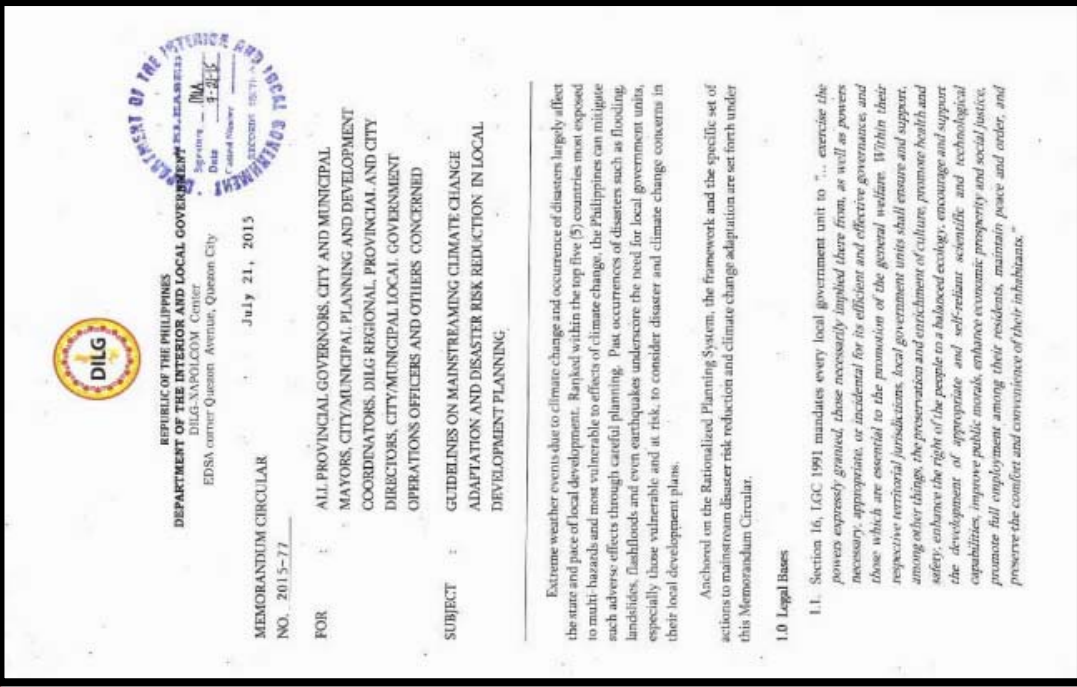 DILG
REPUBLIC OF THE PHILIPPINES
DEPARTMENT OF THE INTERIOR AND LOCAL GOVERNMENT
DILG-NAPOLCOM Center
EDSA corner Quezon Avenue, Quezon City
DEPARTMENT OF THE INTERIOR AND LOCAL GOVERNMENT
Date
July 21, 2015
MEMORANDUM CIRCULAR
NO. 2015-77
FOR : ALL PROVINCIAL GOVERNORS, CITY AND MUNICIPAL
MAYORS, CITY/MUNICIPAL PLANNING AND DEVELOPMENT
COORDINATORS, DILG REGIONAL, PROVINCIAL AND CITY
DIRECTORS, CITY/MUNICIPAL LOCAL GOVERNMENT
OPERATIONS OFFICERS AND OTHERS CONCERNED
SUBJECT : GUIDELINES ON MAINSTREAMING CLIMATE CHANGE
ADAPTATION AND DISASTER RISK REDUCTION IN LOCAL
DEVELOPMENT PLANNING
Extreme weather events due to climate change and occurrence of disasters largely affect
the state and pace of local development. Ranked within the top five (5) countries most exposed
to multi-hazards and most vulnerable to effects of climate change, the Philippines can mitigate
such adverse effects through careful planning. Past occurrences of disasters such as flooding,
landslides, flashfloods and even earthquakes underscore the need for local government units,
especially those vulnerable and at risk, to consider disaster and climate change concerns in
their local development plans.
Anchored on the Rationalized Planning System, the framework and the specific set of
actions to mainstream disaster risk reduction and climate change adaptation are set forth under
this Memorandum Circular.
1.0 Legal Bases
1.1. Section 16, LGC 1991 mandates every local government unit to "... exercise the
powers expressly granted, those necessarily implied there from, as well as powers
necessary, appropriate, or incidental for its efficient and effective governance, and
those which are essential to the promotion of the general welfare. Within their
respective territorial jurisdictions, local government units shall ensure and support,
among other things, the preservation and enrichment of culture, promote health and
safety, enhance the right of the people to a balanced ecology, encourage and support
the development of appropriate and self-reliant scientific and technological
capabilities, improve public morals, enhance economic prosperity and social justice,
promote full employment among their residents, maintain peace and order, and
preserve the comfort and convenience of their inhabitants."